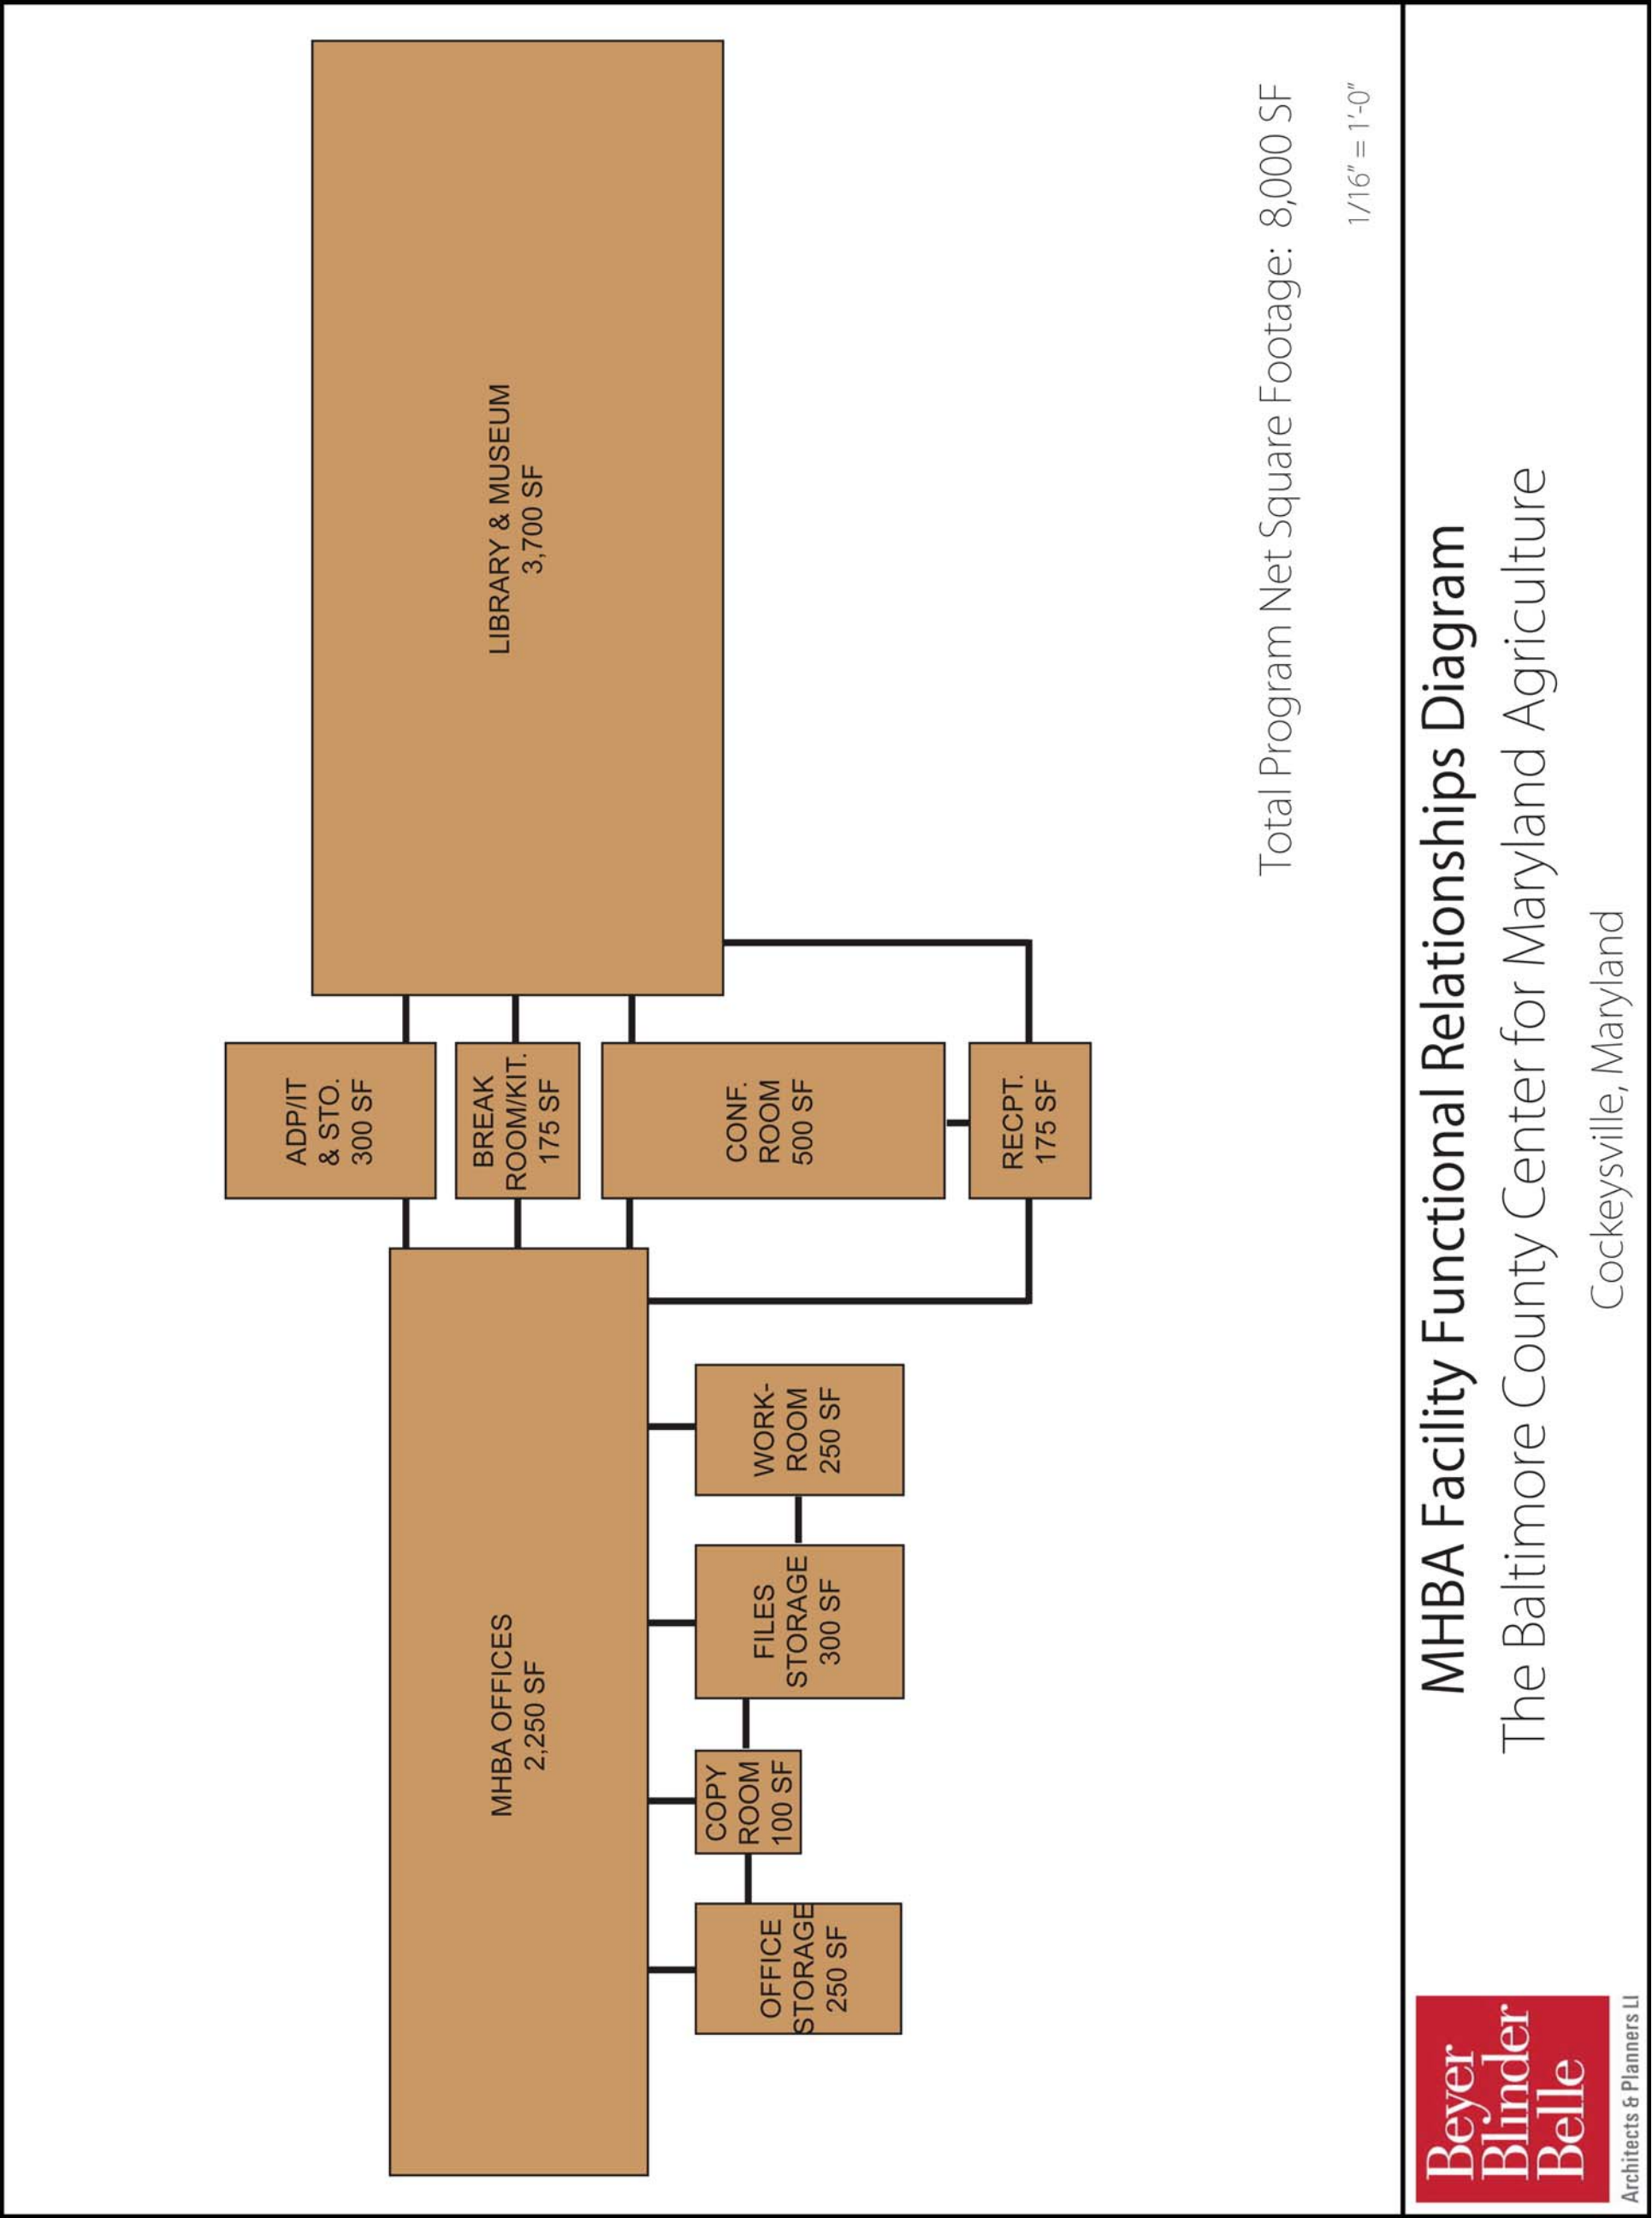 LIBRARY & MUSEUM
3,700 SF
ADP/IT
& STO.
300 SF
BREAK
ROOM/KIT.
175 SF
CONF.
ROOM
500 SF
RECPT.
175 SF
MHBA OFFICES
2,250 SF
OFFICE
STORAGE
250 SF
COPY
ROOM
100 SF
FILES
STORAGE
300 SF
WORK-
ROOM
250 SF
Total Program Net Square Footage: 8,000 SF
1/16" = 1'-0"
MHBA Facility Functional Relationships Diagram
The Baltimore County Center for Maryland Agriculture
Cockeysville, Maryland
Beyer
Blinder
Belle
Architects & Planners LI